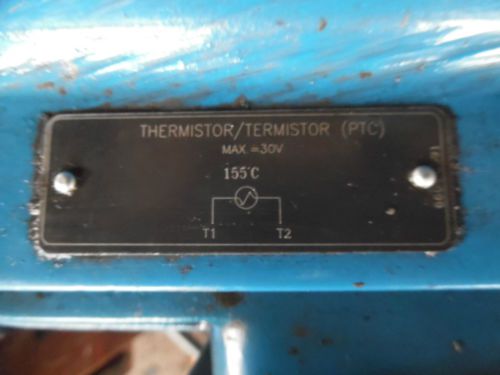 THERMISTOR/TERMISTOR (PTC)
MAX.=30V
155°C
T1 T2